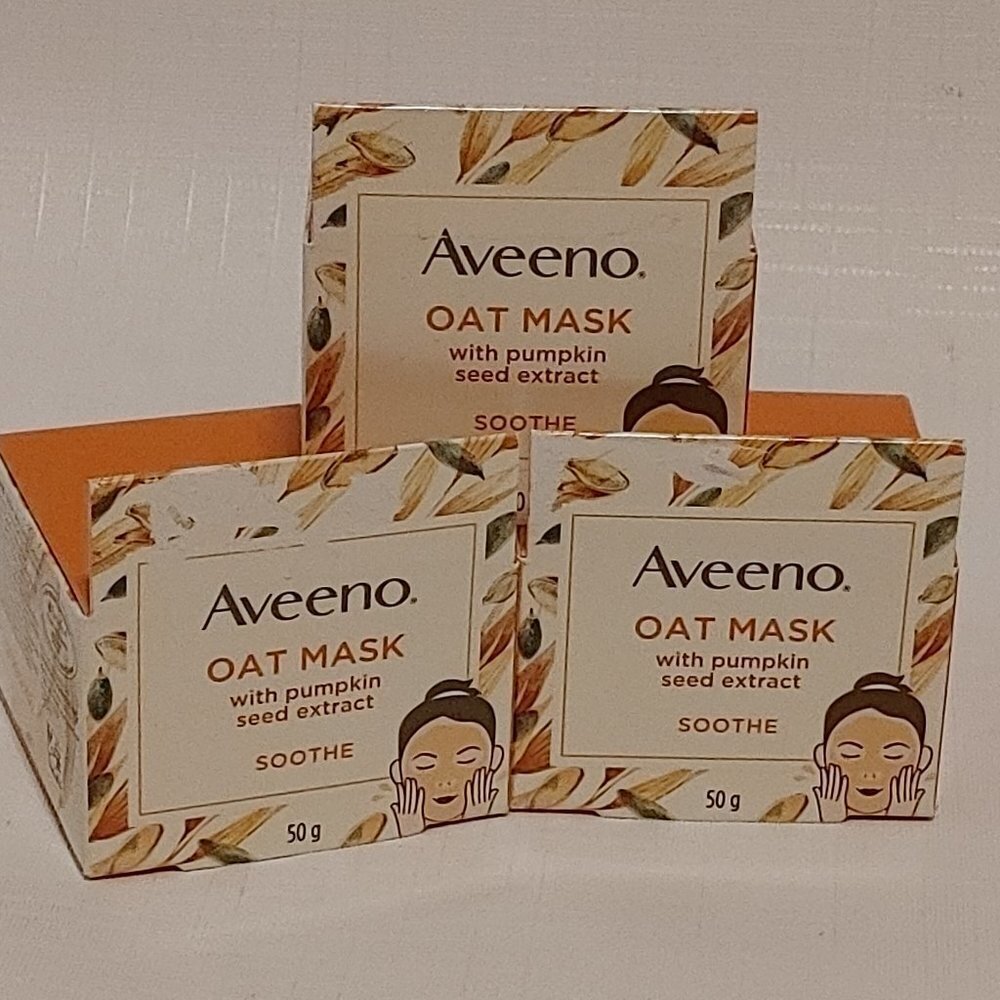 Aveeno®
OAT MASK
with pumpkin
seed extract
SOOTHE
Aveeno®
OAT MASK
with pumpkin
seed extract
SOOTHE
50 g
Aveeno®
OAT MASK
with pumpkin
seed extract
SOOTHE
50 g